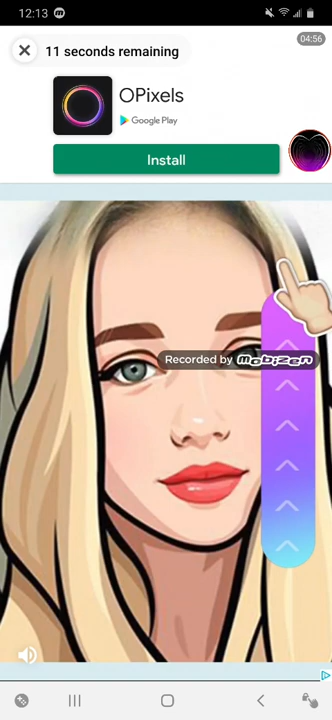 12:13
04:56
11 seconds remaining
OPixels
Google Play
Install
Recorded by mobizen